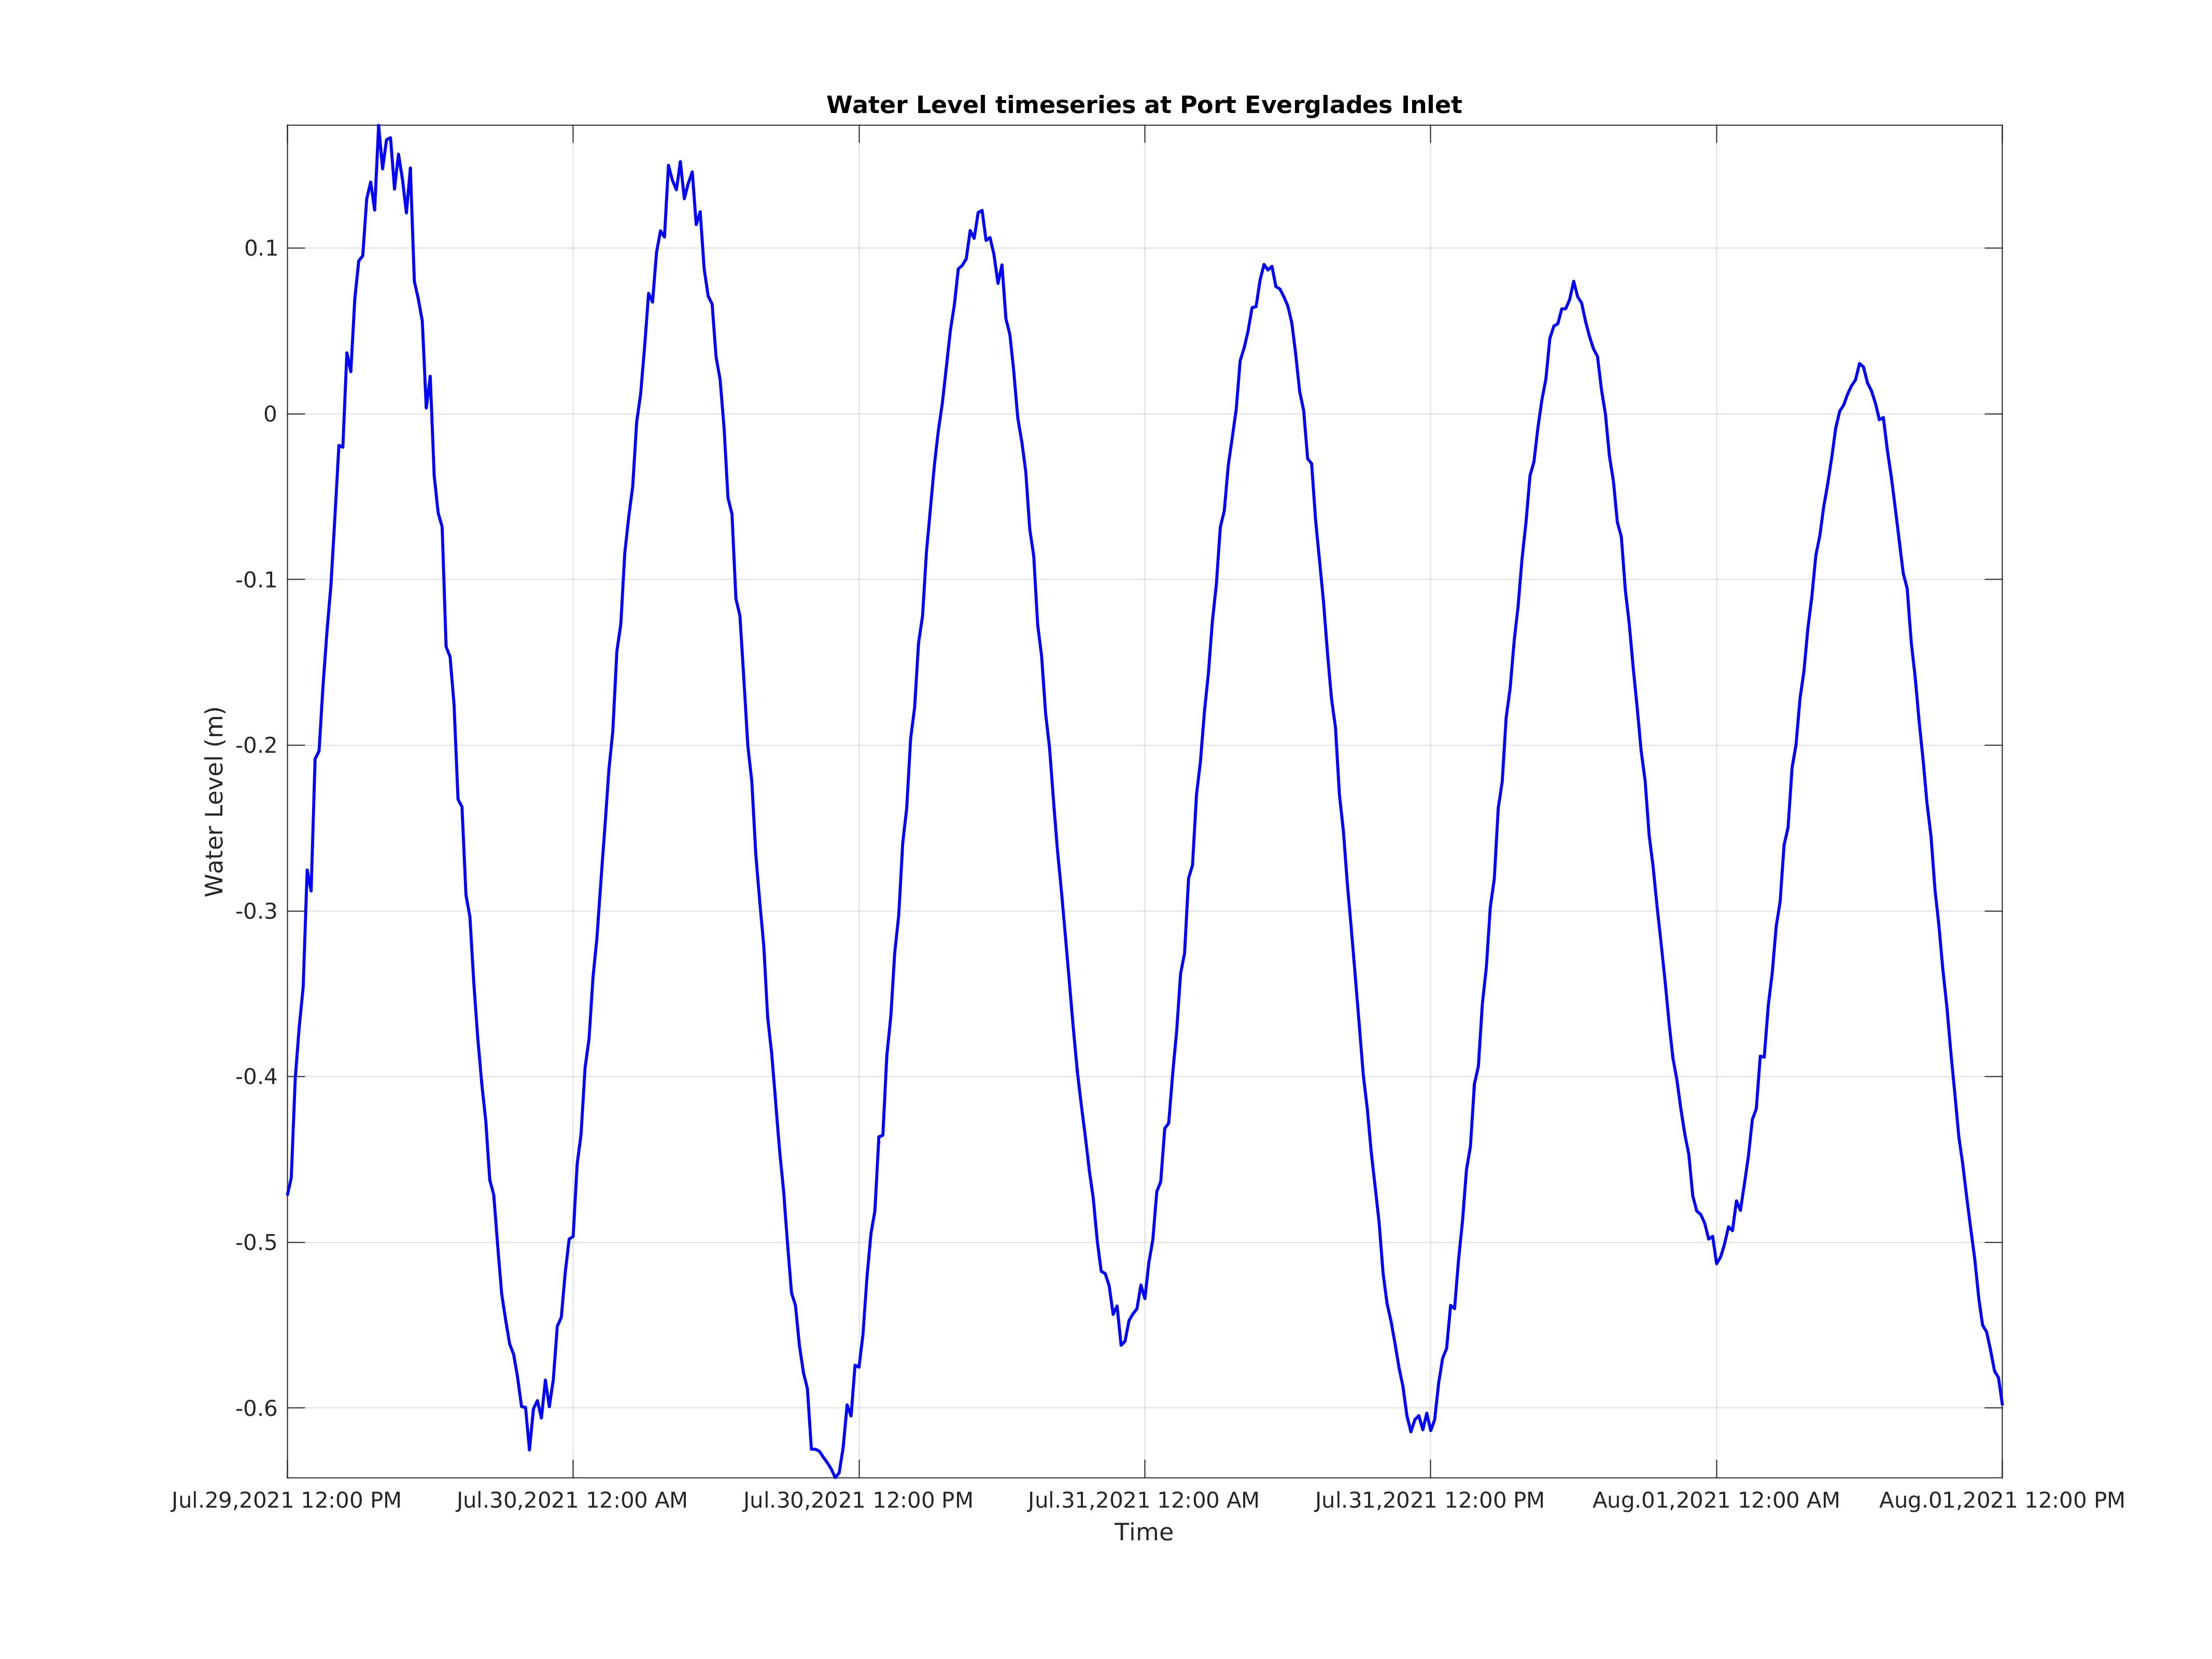 Water Level timeseries at Port Everglades Inlet
0.1
0
-0.1
-0.2
-0.3
-0.4
-0.5
-0.6
Water Level (m)
Jul.29,2021 12:00 PM Jul.30,2021 12:00 AM Jul.30,2021 12:00 PM Jul.31,2021 12:00 AM Jul.31,2021 12:00 PM Aug.01,2021 12:00 AM Aug.01,2021 12:00 PM
Time